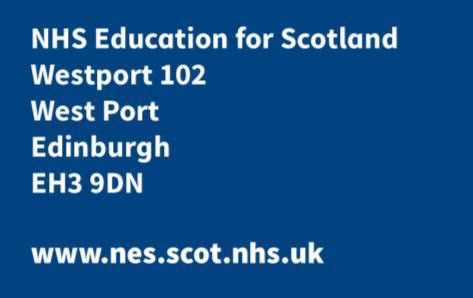 NHS Education for Scotland
Westport 102
West Port
Edinburgh
EH3 9DN
www.nes.scot.nhs.uk